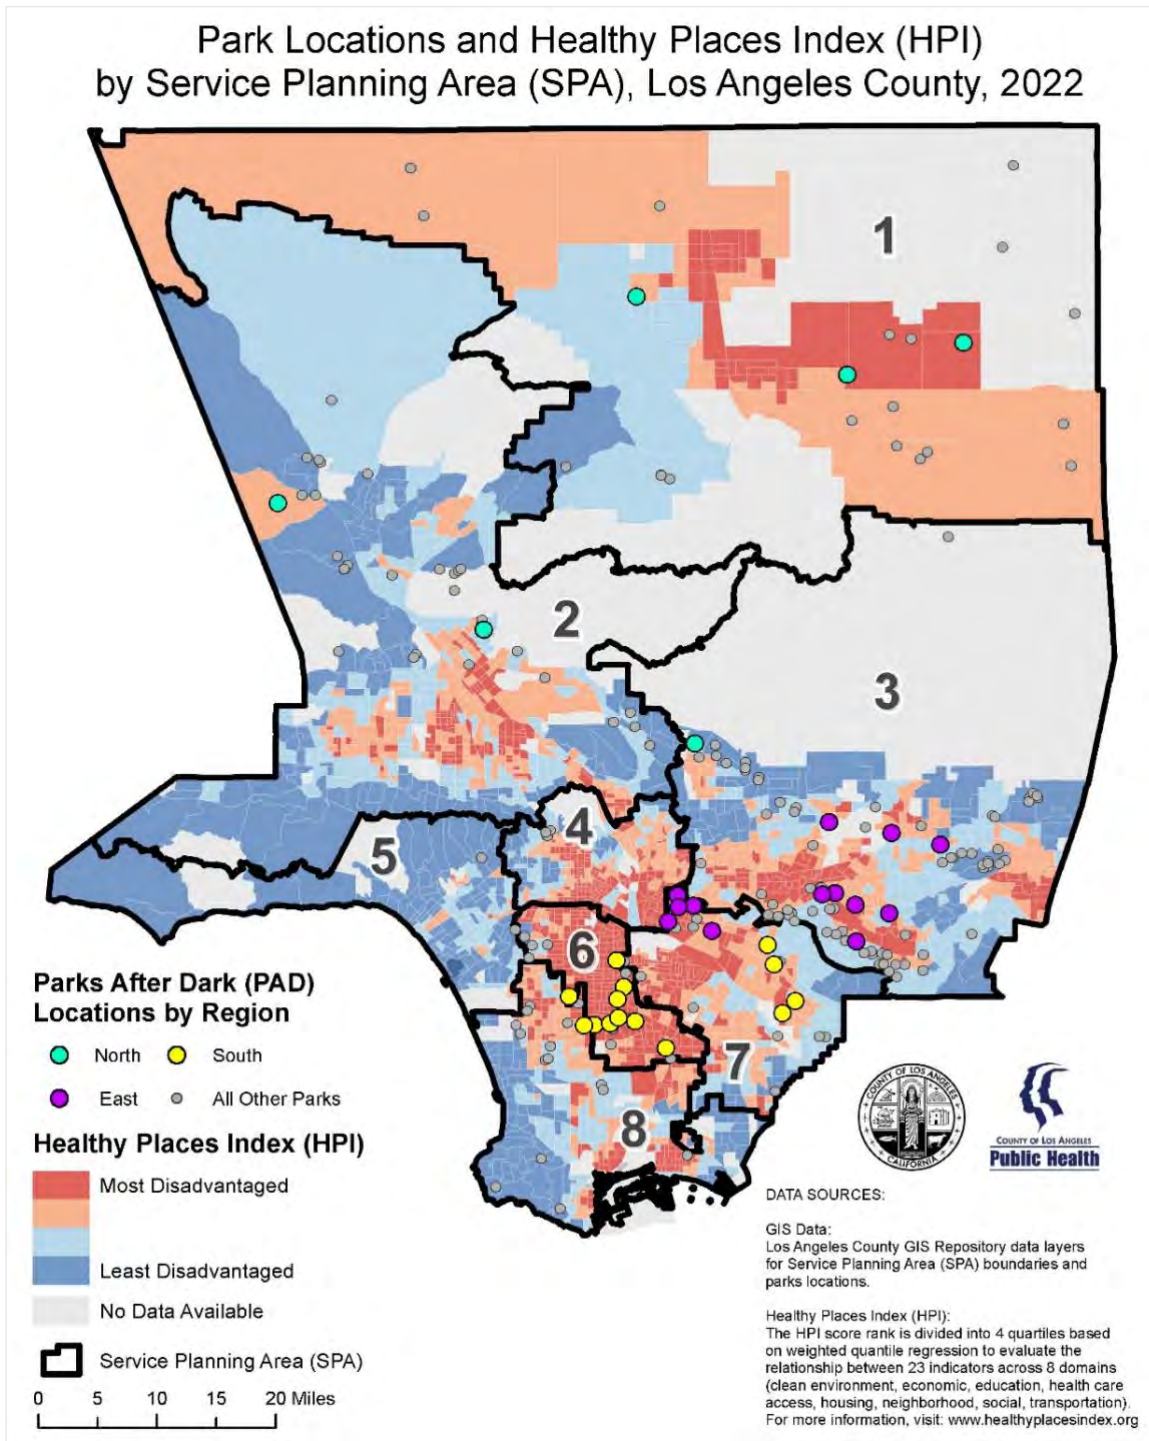 Park Locations and Healthy Places Index (HPI)
by Service Planning Area (SPA), Los Angeles County, 2022
1
2
3
4
5
6
7
8
Parks After Dark (PAD)
Locations by Region
North
South
East
All Other Parks
Healthy Places Index (HPI)
Most Disadvantaged
Least Disadvantaged
No Data Available
Service Planning Area (SPA)
0 5 10 15 20 Miles
COUNTY OF LOS ANGELES
CALIFORNIA
COUNTY OF LOS ANGELES
Public Health
DATA SOURCES:
GIS Data:
Los Angeles County GIS Repository data layers
for Service Planning Area (SPA) boundaries and
parks locations.
Healthy Places Index (HPI):
The HPI score rank is divided into 4 quartiles based
on weighted quantile regression to evaluate the
relationship between 23 indicators across 8 domains
(clean environment, economic, education, health care
access, housing, neighborhood, social, transportation).
For more information, visit: www.healthyplacesindex.org